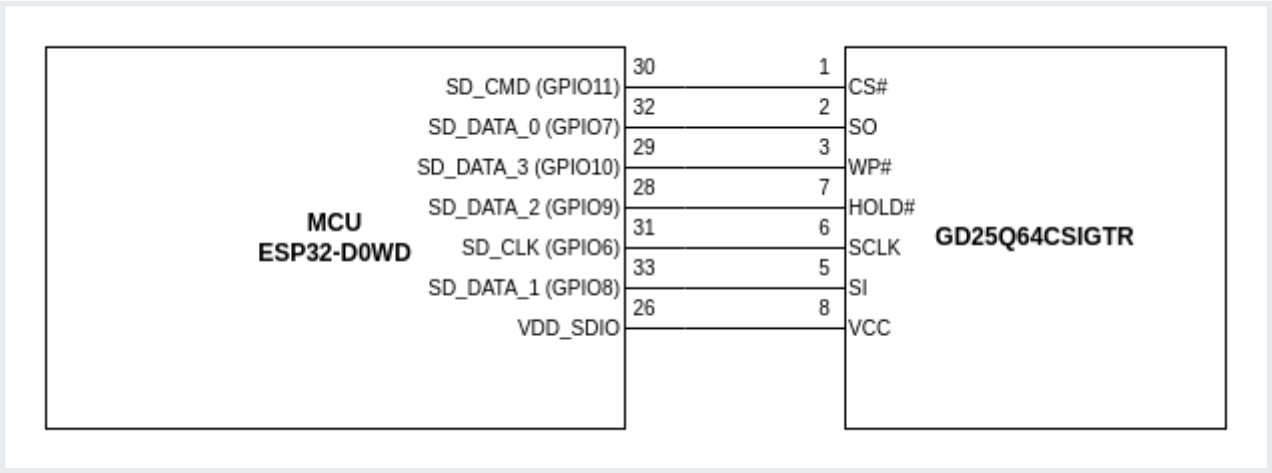 30 1
SD_CMD (GPIO11) CS#
32 2
SD_DATA_0 (GPIO7) SO
29 3
SD_DATA_3 (GPIO10) WP#
28 7
SD_DATA_2 (GPIO9) HOLD#
MCU
31 6
ESP32-D0WD SD_CLK (GPIO6) SCLK GD25Q64CSIGTR
33 5
SD_DATA_1 (GPIO8) SI
26 8
VDD_SDIO VCC